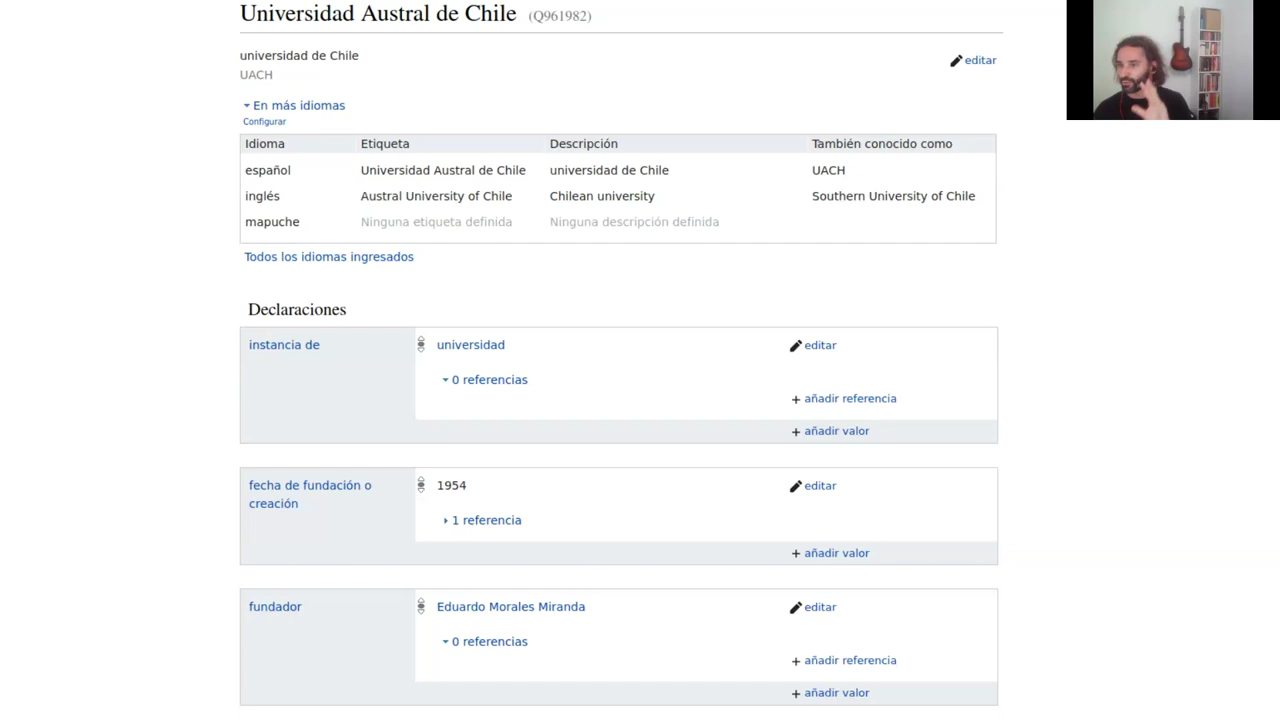 Universidad Austral de Chile (Q961982)
universidad de Chile
UACH
editar
En más idiomas
Configurar
Idioma Etiqueta Descripción También conocido como
español Universidad Austral de Chile universidad de Chile UACH
inglés Austral University of Chile Chilean university Southern University of Chile
mapuche Ninguna etiqueta definida Ninguna descripción definida
Todos los idiomas ingresados
Declaraciones
instancia de universidad editar
0 referencias
+ añadir referencia
+ añadir valor
fecha de fundación o
creación
1954 editar
1 referencia
+ añadir valor
fundador Eduardo Morales Miranda editar
0 referencias
+ añadir referencia
+ añadir valor